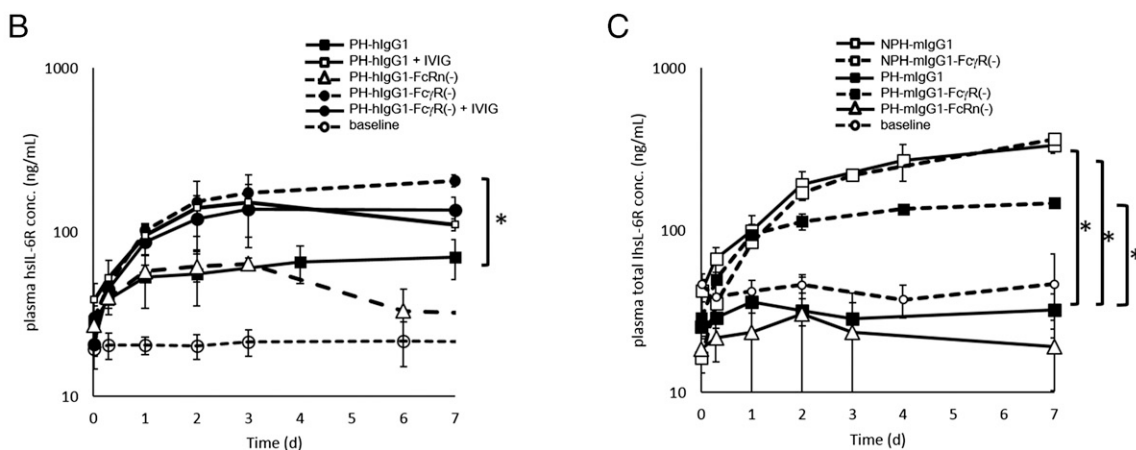 B
PH-hIgG1
PH-hIgG1 + IVIG
PH-hIgG1-FcRn(-)
PH-hIgG1-FcγR(-)
PH-hIgG1-FcγR(-) + IVIG
baseline
plasma hsIL-6R conc. (ng/mL)
1000
100
10
0 1 2 3 4 5 6 7
Time (d)
*
C
NPH-mIgG1
NPH-mIgG1-FcγR(-)
PH-mIgG1
PH-mIgG1-FcγR(-)
PH-mIgG1-FcRn(-)
baseline
plasma total lhsL-6R conc. (ng/mL)
1000
100
10
0 1 2 3 4 5 6 7
Time (d)
* * *